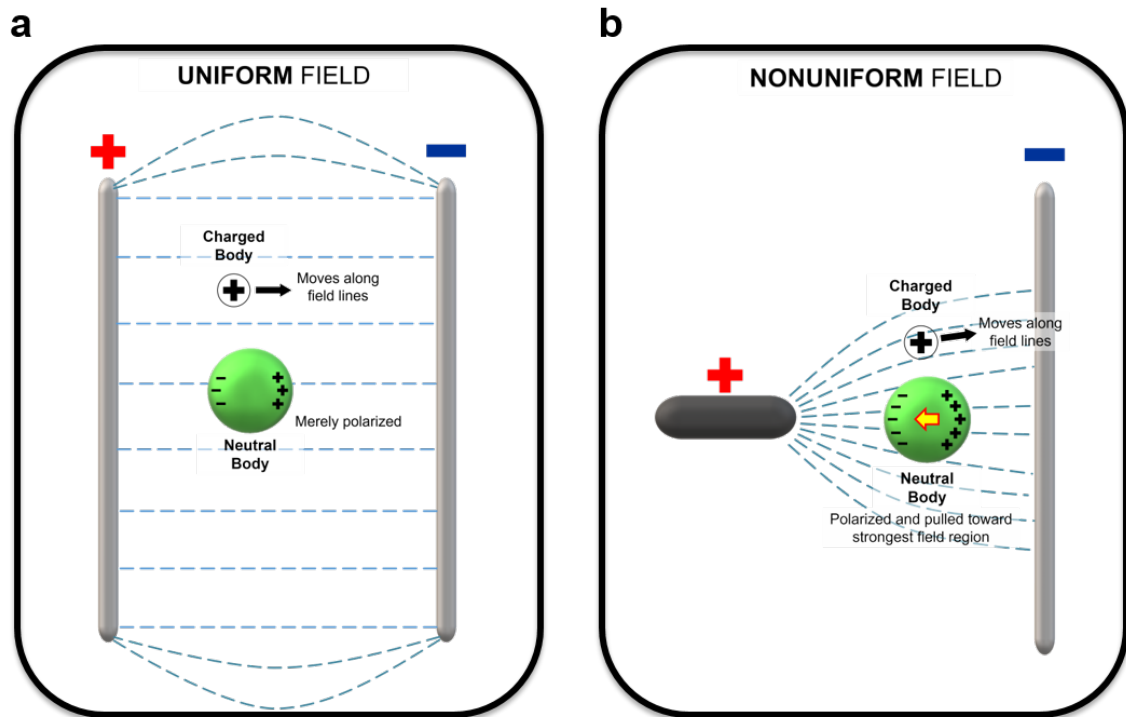 a
UNIFORM FIELD
+
−
Charged
Body
+
Moves along
field lines
− +
− +
− +
Merely polarized
Neutral
Body
b
NONUNIFORM FIELD
−
Charged
Body
+
Moves along
field lines
+
− +
− +
− +
− +
− +
Neutral
Body
Polarized and pulled toward
strongest field region